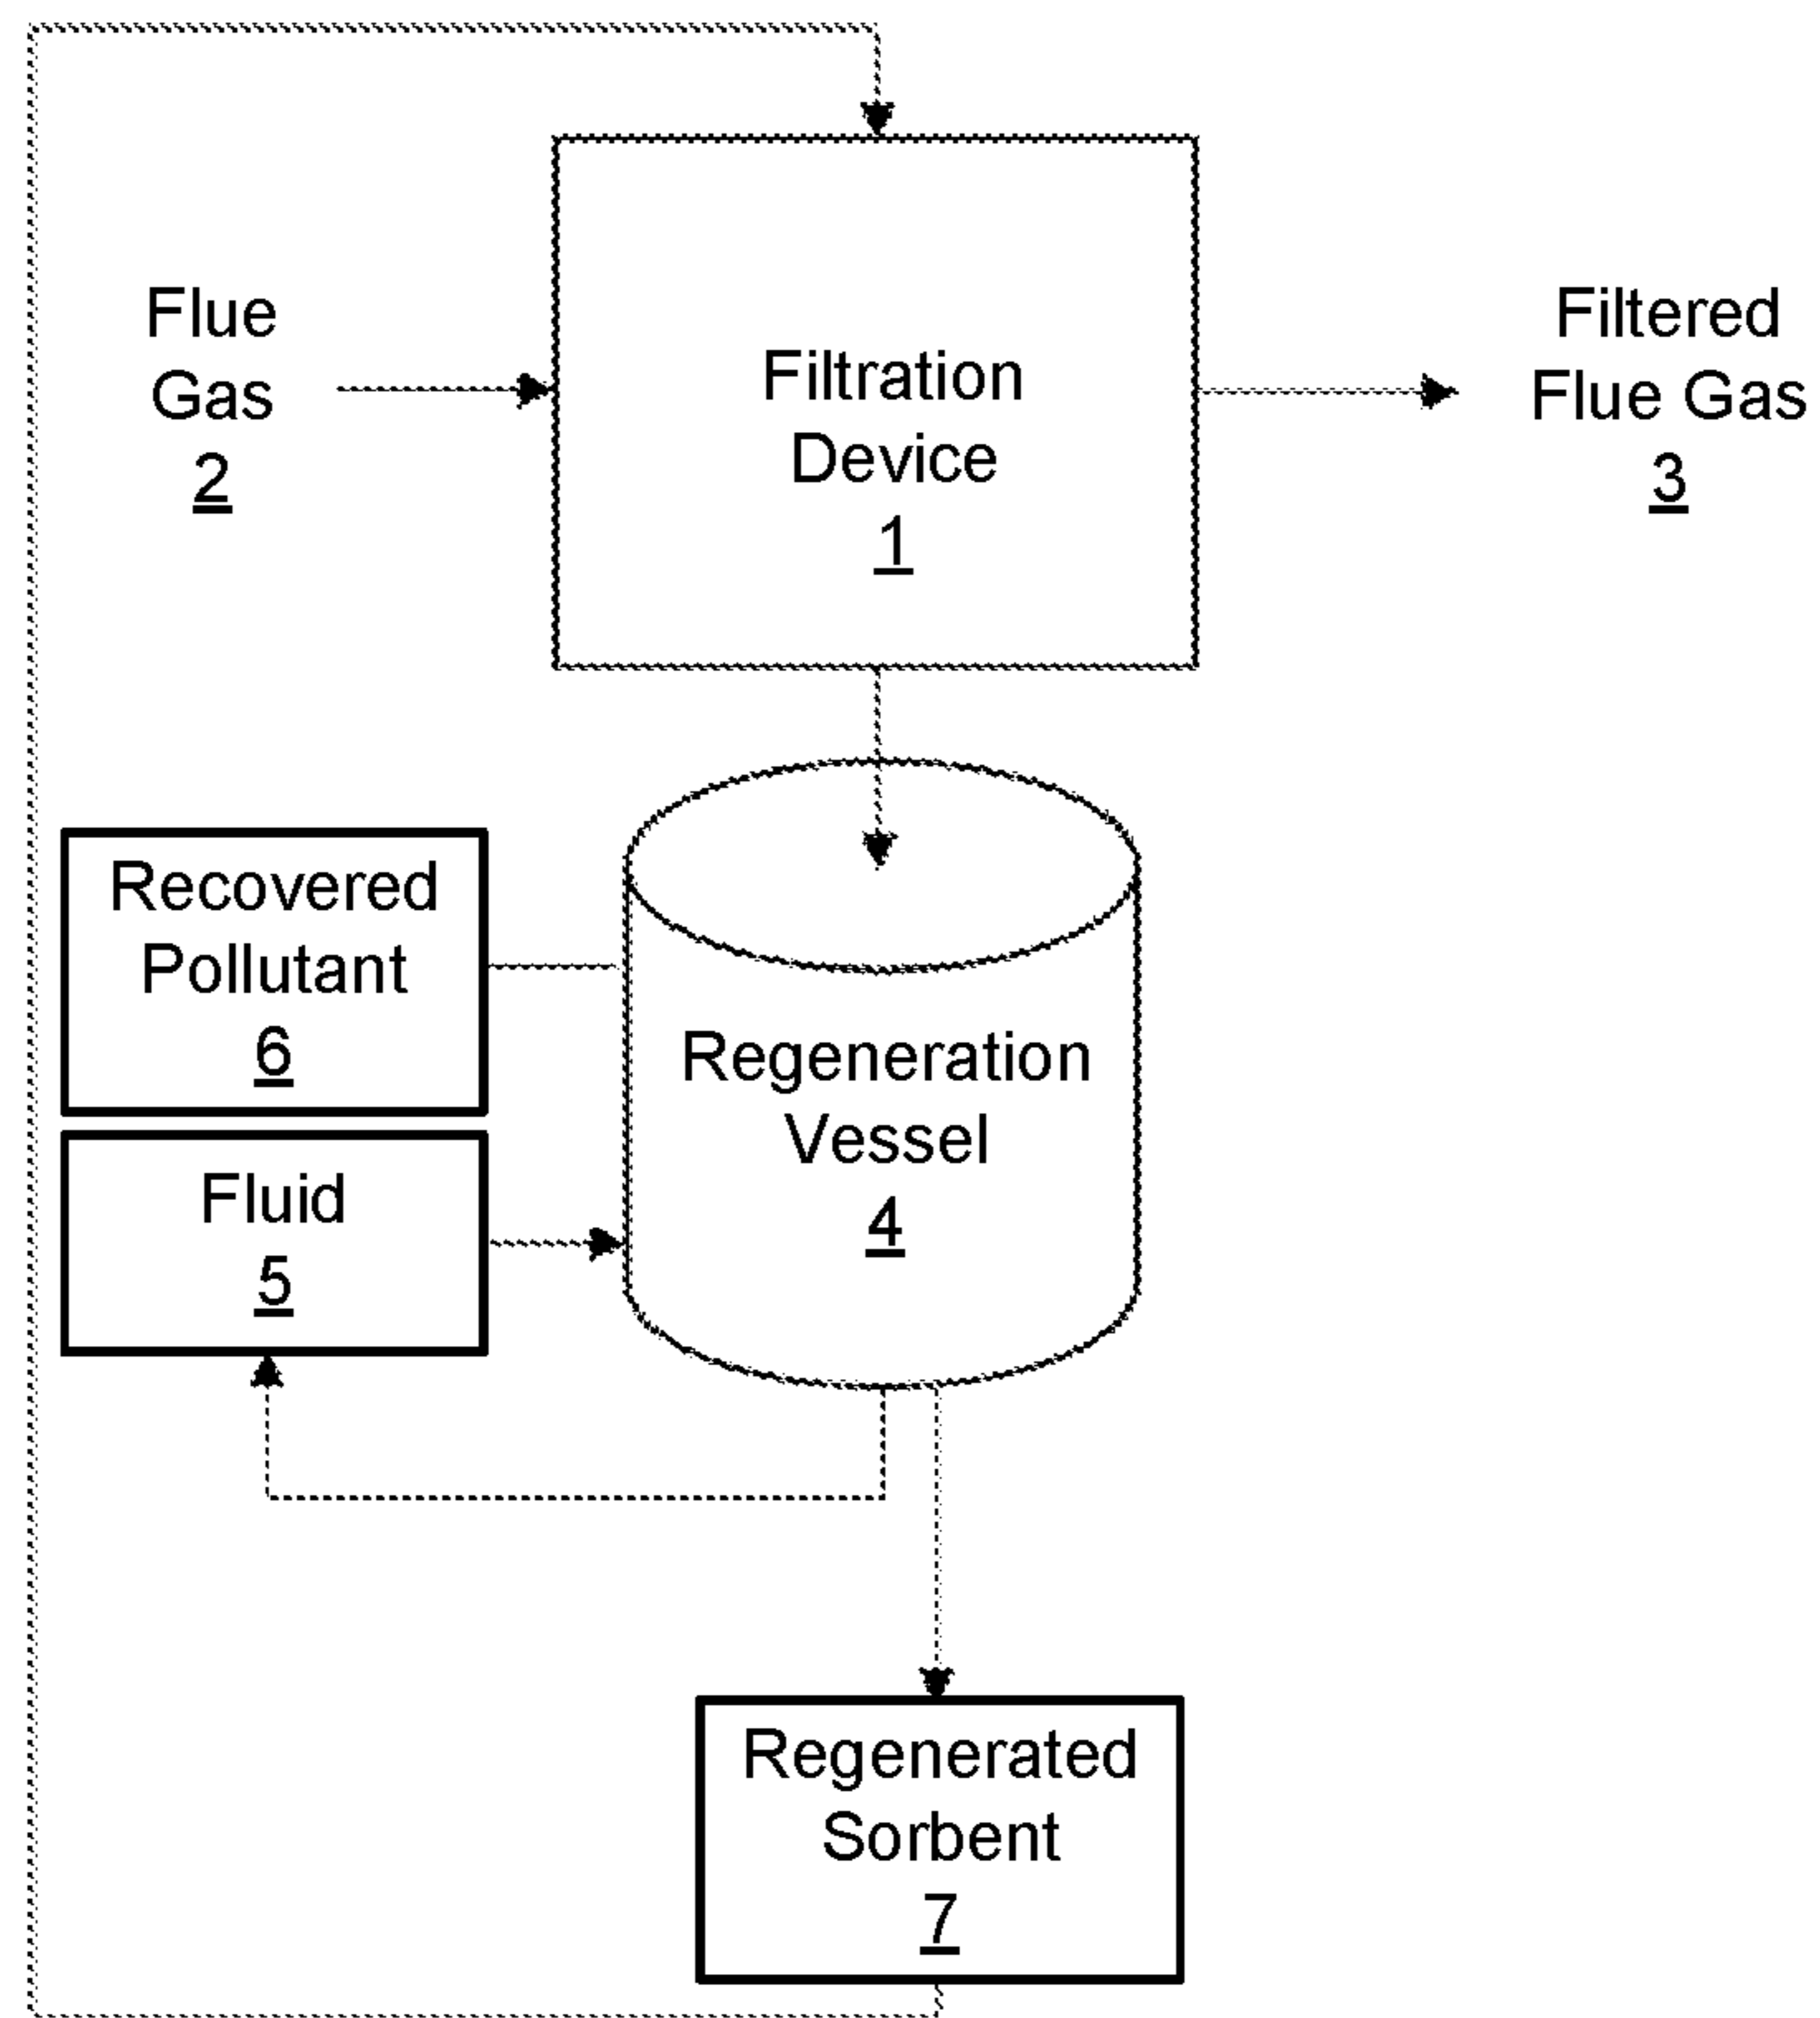 Flue
Gas
2
Filtration
Device
1
Filtered
Flue Gas
3
Recovered
Pollutant
6
Regeneration
Vessel
4
Fluid
5
Regenerated
Sorbent
7